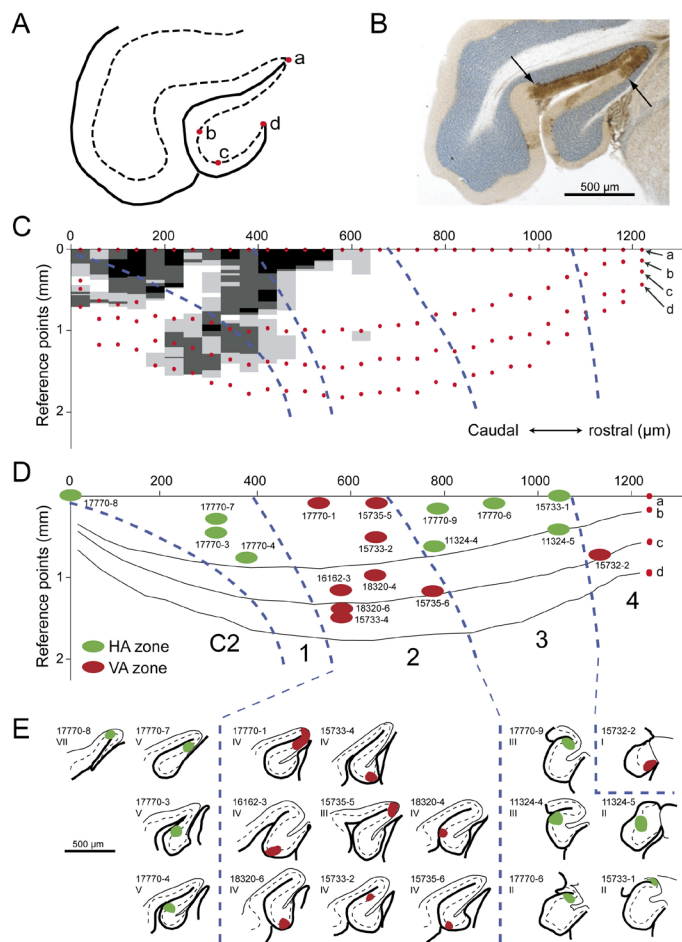 A
a
b
c
d
B
500 µm
C
0 200 400 600 800 1000 1200
0
1
2
Reference points (mm)
a
b
c
d
Caudal rostral (µm)
D
0 200 400 600 800 1000 1200
1
2
Reference points (mm)
17770-8
17770-7
17770-3
17770-4
17770-1
15735-5
15733-2
16162-3
18320-4
18320-6
15733-4
15735-6
17770-9
17770-6
11324-4
15733-1
11324-5
15732-2
a
b
c
d
C2 1 2 3 4
HA zone
VA zone
E
17770-8
VII
17770-7
V
17770-1
IV
15733-4
IV
17770-9
III
15732-2
I
17770-3
V
16162-3
IV
15735-5
III
18320-4
IV
11324-4
III
11324-5
II
500 µm
17770-4
V
18320-6
IV
15733-2
IV
15735-6
IV
17770-6
II
15733-1
II